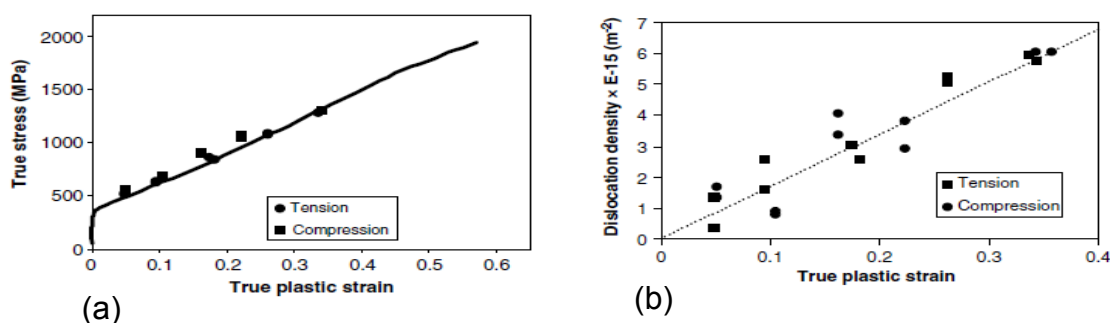 2000
1500
1000
500
0
True stress (MPa)
Tension
Compression
0 0.1 0.2 0.3 0.4 0.5 0.6
True plastic strain
(a)
7
6
5
4
3
2
1
0
Dislocation density × E-15 (m-2)
Tension
Compression
0 0.1 0.2 0.3 0.4
True plastic strain
(b)